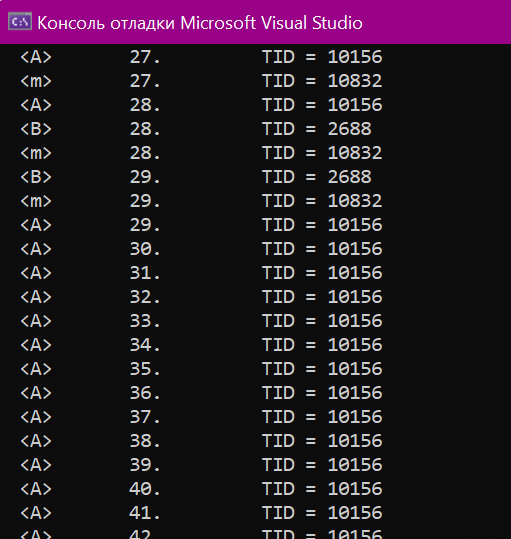 C:\ Консоль отладки Microsoft Visual Studio
<A> 27. TID = 10156
<m> 27. TID = 10832
<A> 28. TID = 10156
<B> 28. TID = 2688
<m> 28. TID = 10832
<B> 29. TID = 2688
<m> 29. TID = 10832
<A> 29. TID = 10156
<A> 30. TID = 10156
<A> 31. TID = 10156
<A> 32. TID = 10156
<A> 33. TID = 10156
<A> 34. TID = 10156
<A> 35. TID = 10156
<A> 36. TID = 10156
<A> 37. TID = 10156
<A> 38. TID = 10156
<A> 39. TID = 10156
<A> 40. TID = 10156
<A> 41. TID = 10156
<A> 42. TID = 10156